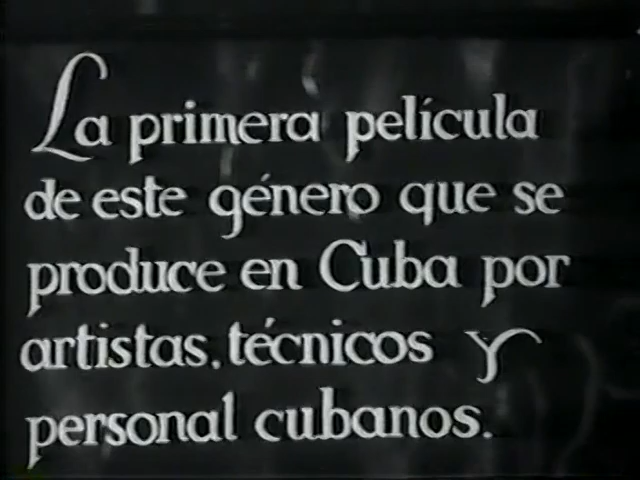 La primera película
de este género que se
produce en Cuba por
artistas, técnicos y
personal cubanos.